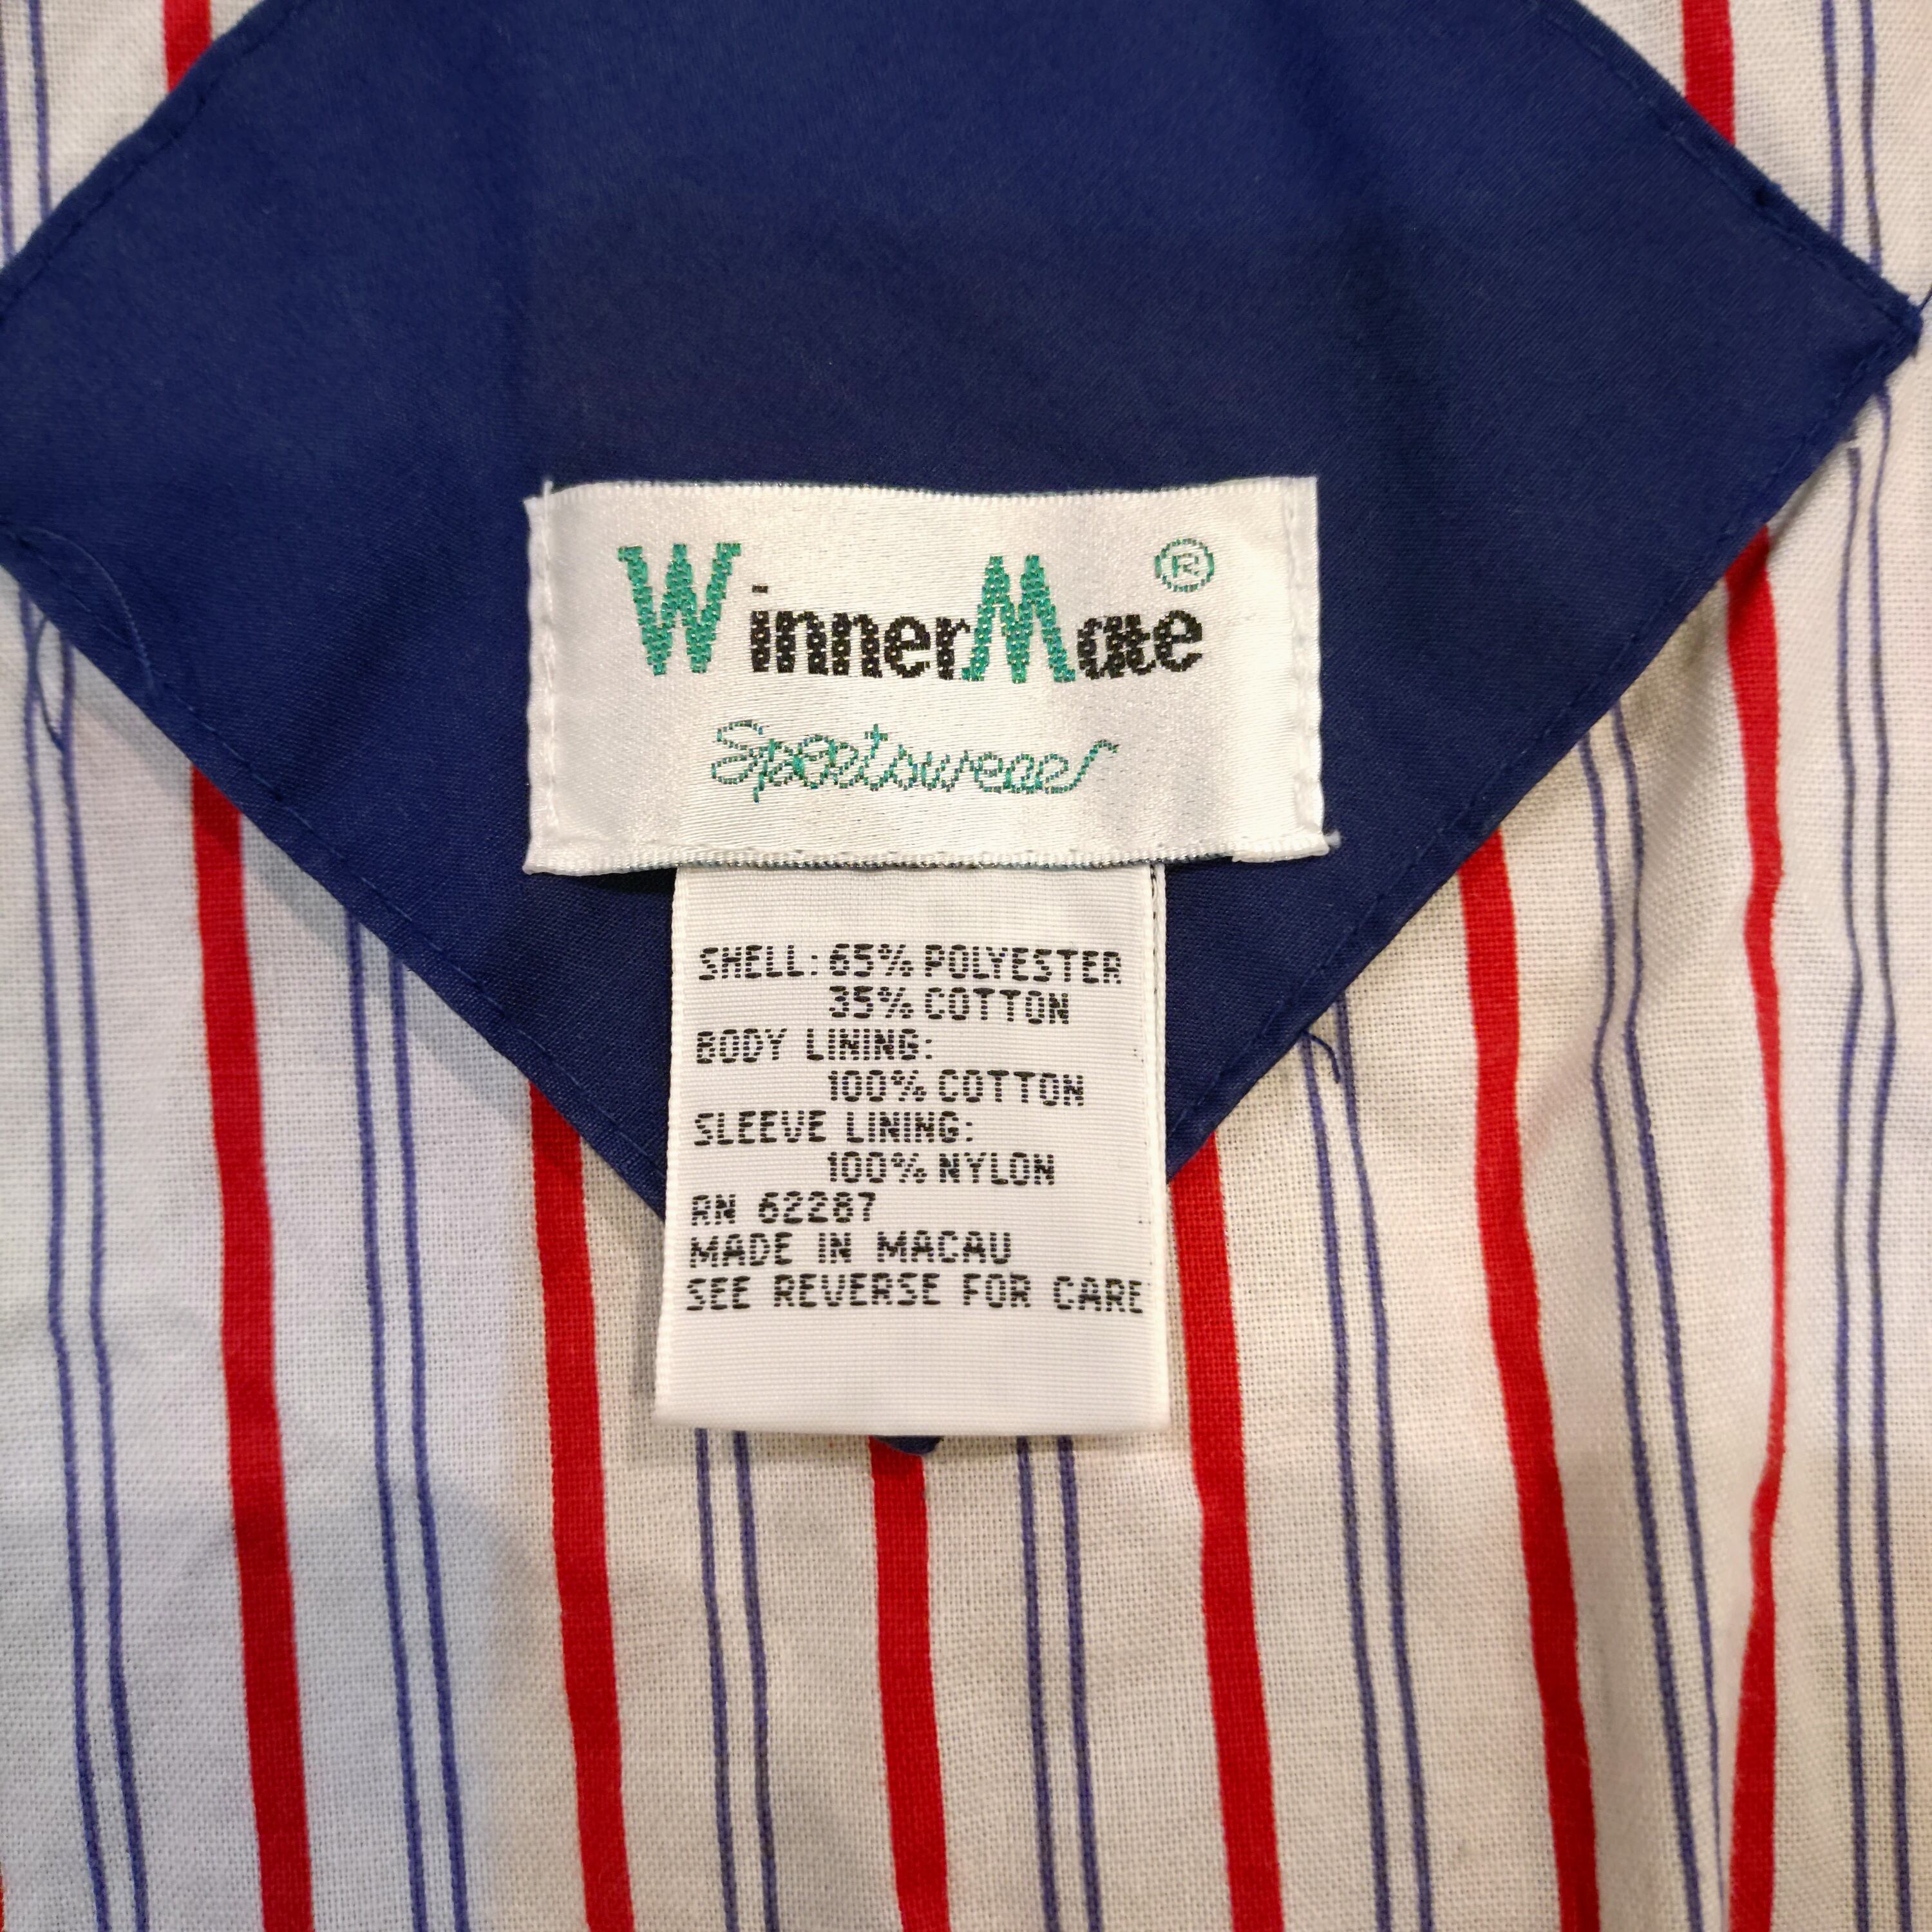 WinnerMate®
Sportswear
SHELL: 65% POLYESTER
35% COTTON
BODY LINING:
100% COTTON
SLEEVE LINING:
100% NYLON
RN 62287
MADE IN MACAU
SEE REVERSE FOR CARE